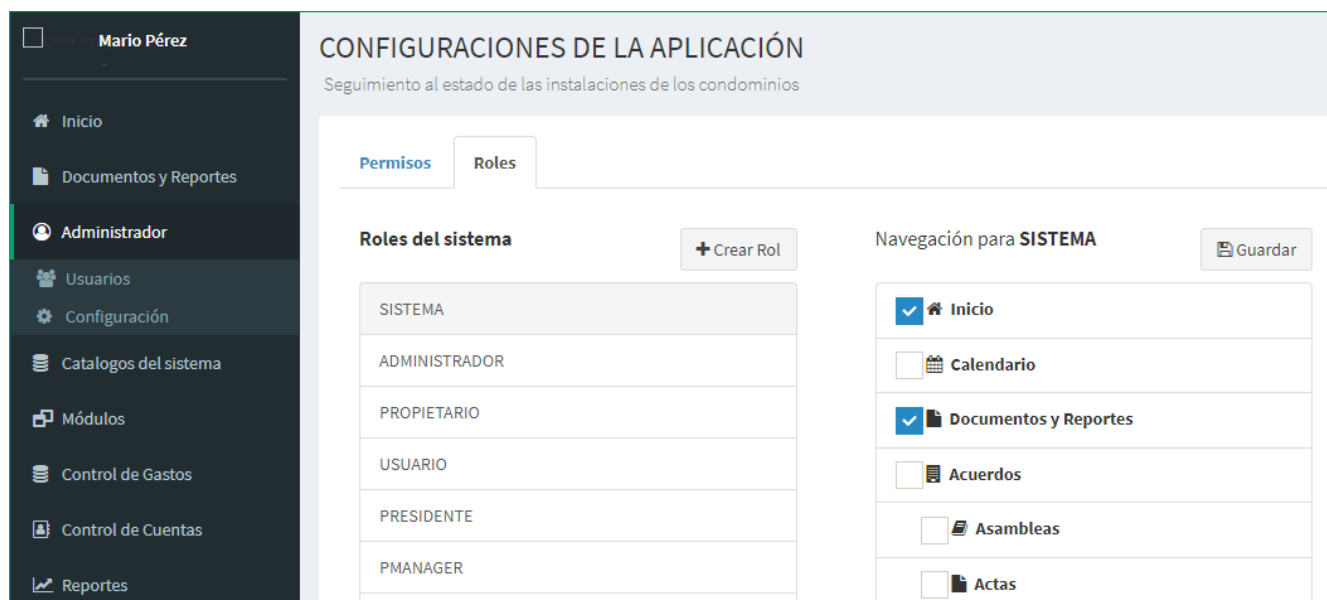 Mario Pérez
Inicio
Documentos y Reportes
Administrador
Usuarios
Configuración
Catalogos del sistema
Módulos
Control de Gastos
Control de Cuentas
Reportes
CONFIGURACIONES DE LA APLICACIÓN
Seguimiento al estado de las instalaciones de los condominios
Permisos
Roles
Roles del sistema
Crear Rol
SISTEMA
ADMINISTRADOR
PROPIETARIO
USUARIO
PRESIDENTE
PMANAGER
Navegación para SISTEMA
Guardar
Inicio
Calendario
Documentos y Reportes
Acuerdos
Asambleas
Actas